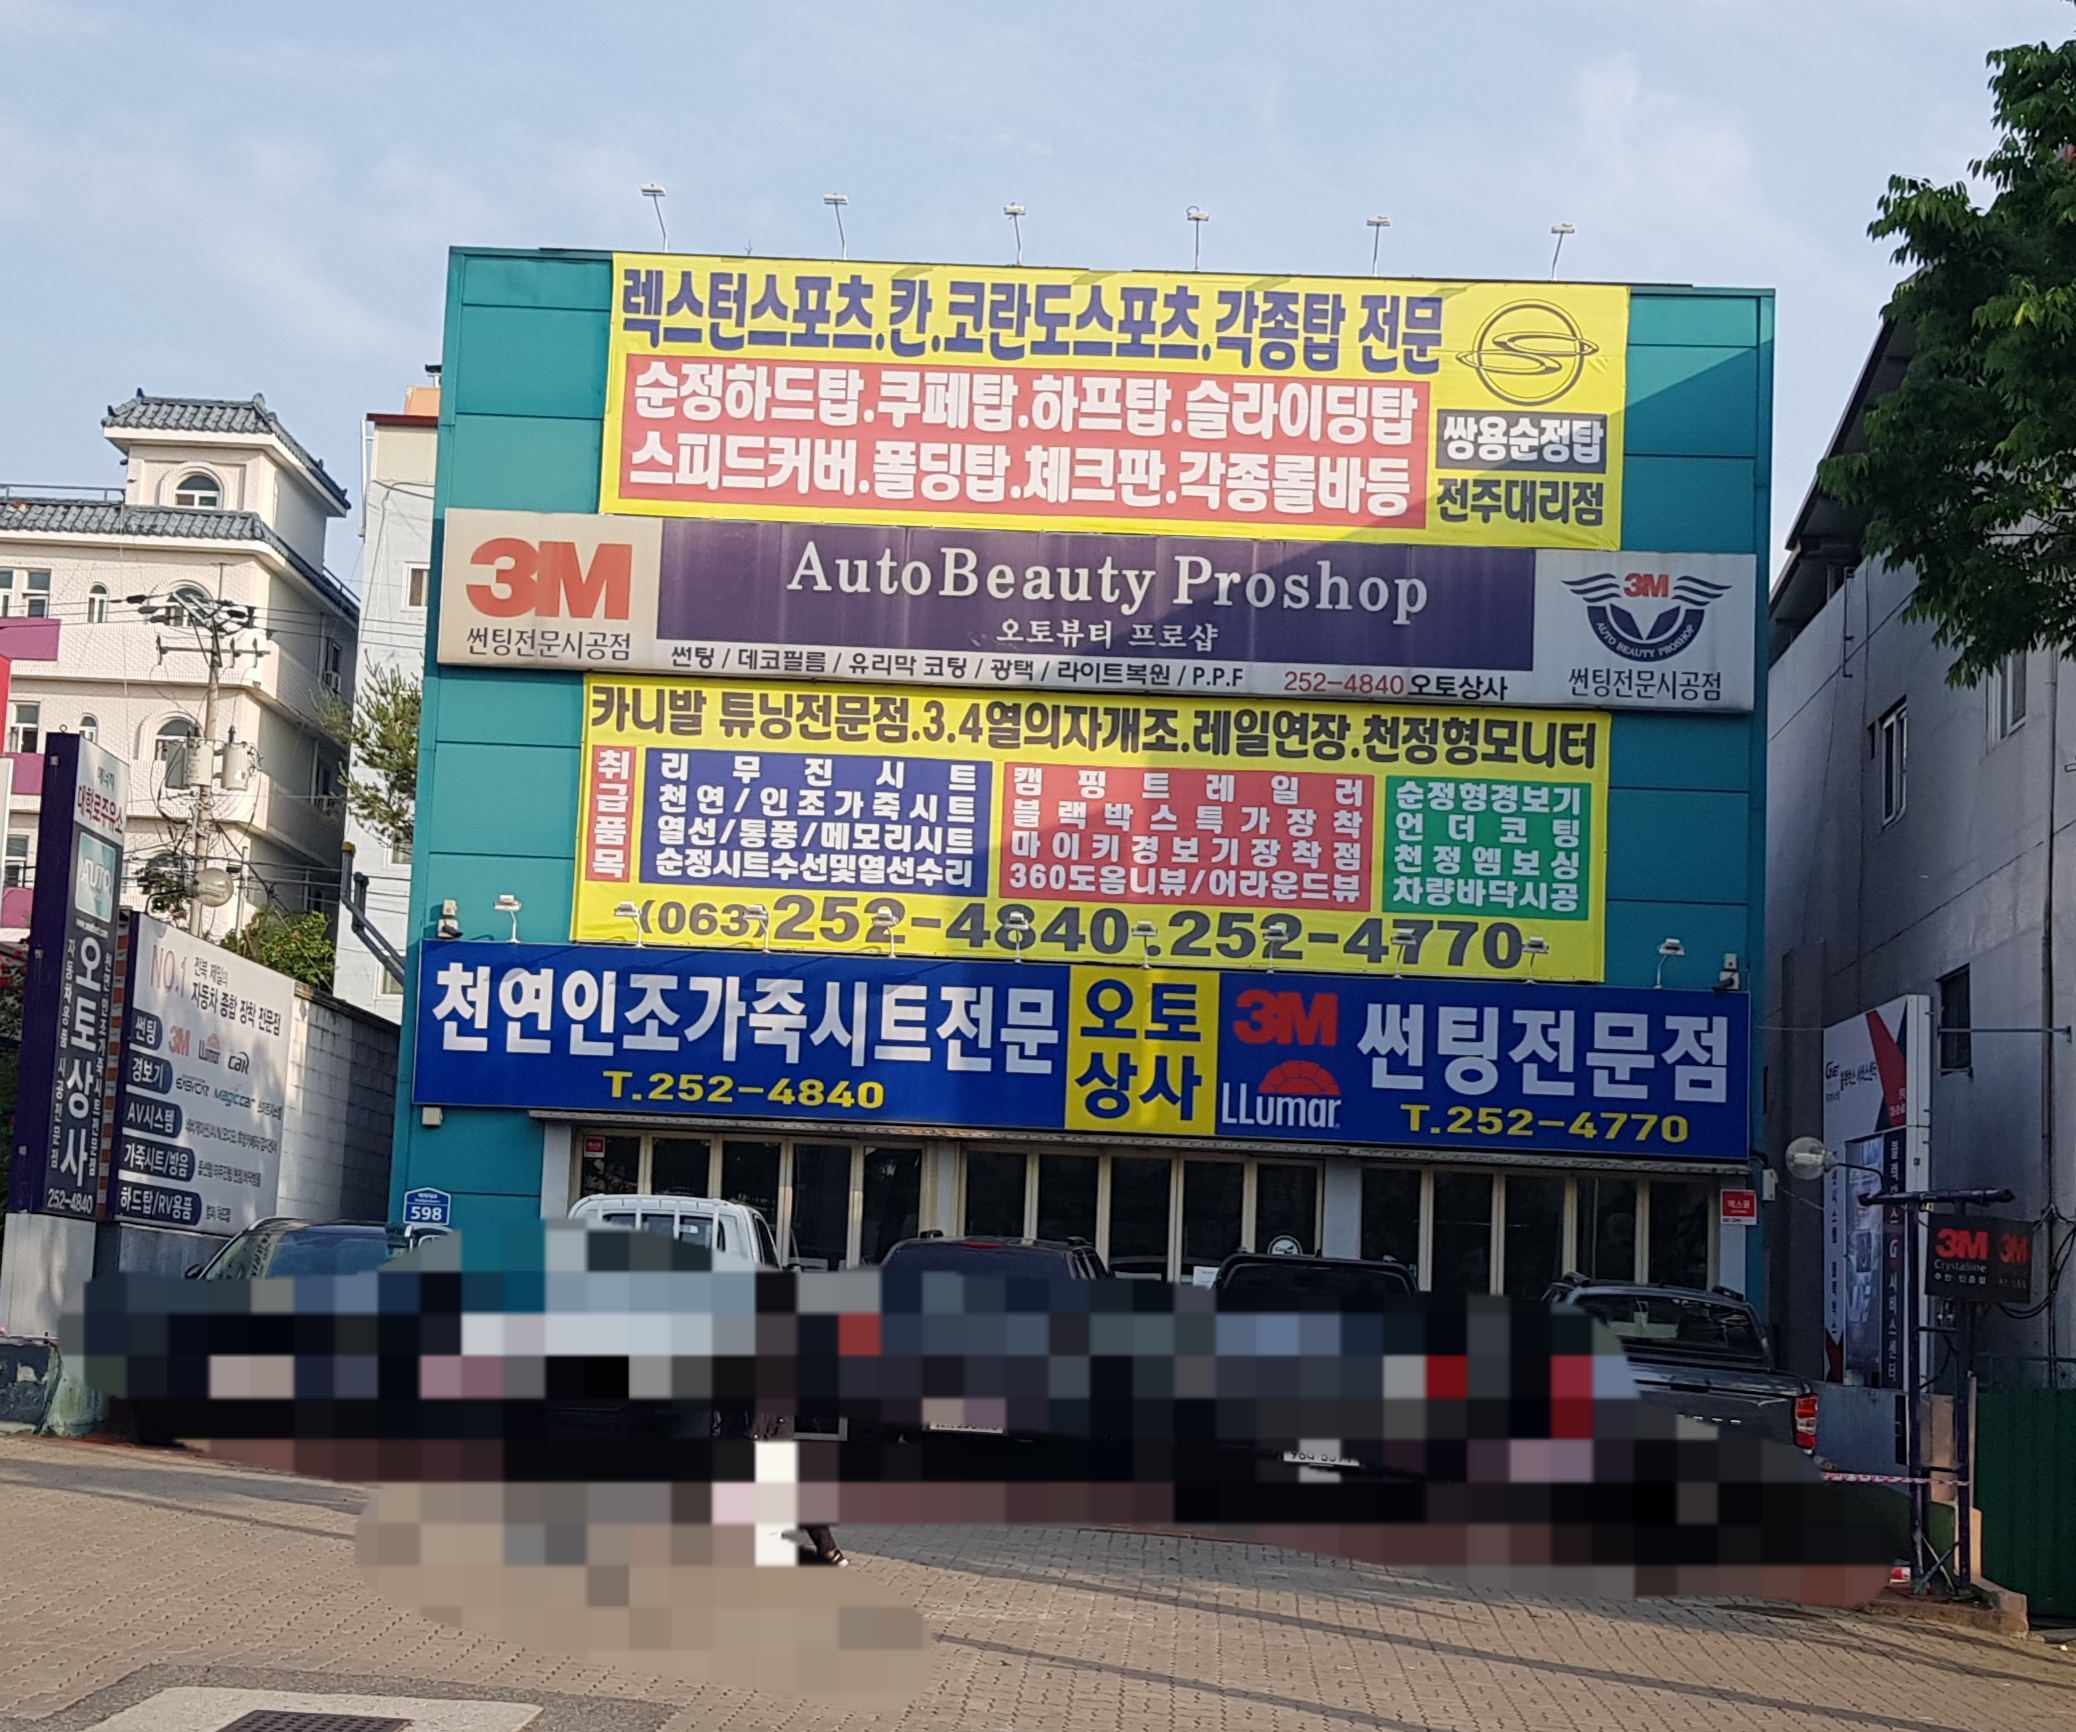 렉스턴스포츠.칸.코란도스포츠.각종탑 전문
순정하드탑.쿠페탑.하프탑.슬라이딩탑
스피드커버.폴딩탑.체크판.각종롤바등
쌍용순정탑
전주대리점
3M
썬팅전문시공점
AutoBeauty Proshop
오토뷰티 프로샵
썬팅 / 데코필름 / 유리막 코팅 / 광택 / 라이트복원 / P.P.F
252-4840 오토상사
3M
AUTO BEAUTY PROSHOP
썬팅전문시공점
카니발 튜닝전문점.3.4열의자개조.레일연장.천정형모니터
취급품목
리무진시트
천연/인조가죽시트
열선/통풍/메모리시트
순정시트수선및열선수리
캠핑트레일러
블랙박스특가장착
마이키경보기장착점
360도옴니뷰/어라운드뷰
순정형경보기
언더코팅
천정엠보싱
차량바닥시공
(063)252-4840.252-4770
천연인조가죽시트전문
T.252-4840
오토
상사
3M
LLumar
썬팅전문점
T.252-4770
대학로주유소
AUTO
오토상사
252-4840
NO.1
자동차 종합 장착 전문점
썬팅
3M LLumar
경보기
AV시스템
가죽시트/방음
하드탑/RV용품
598
3M 3M
Crystalline